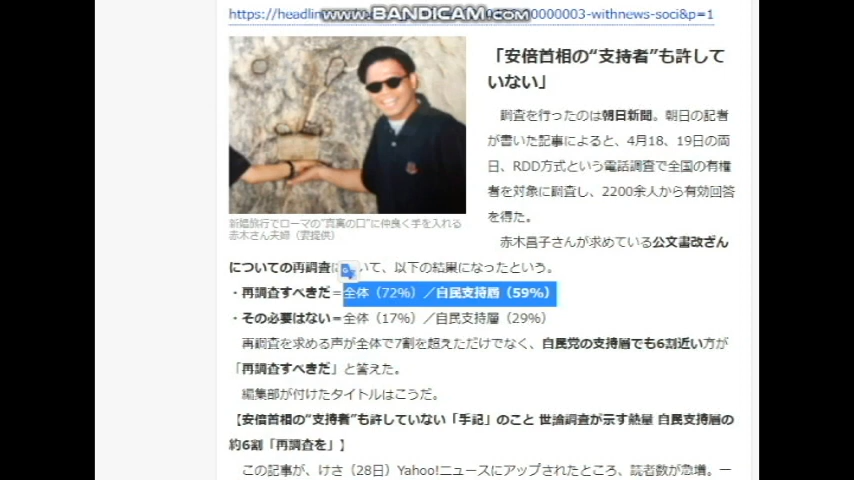 https://headlin
www.BANDICAM.com
0000003-withnews-soci&p=1
「安倍首相の“支持者”も許して
いない」
調査を行ったのは朝日新聞。朝日の記者
が書いた記事によると、4月18、19日の両
日、RDD方式という電話調査で全国の有権
者を対象に調査し、2200余人から有効回答
を得た。
新婚旅行でローマの“真実の口”に仲良く手を入れる
赤木さん夫婦（妻提供）
赤木昌子さんが求めている公文書改ざん
についての再調査について、以下の結果になったという。
・再調査すべきだ＝全体（72%）／自民支持層（59%）
・その必要はない＝全体（17%）／自民支持層（29%）
再調査を求める声が全体で7割を超えただけでなく、自民党の支持層でも6割近い方が
「再調査すべきだ」と答えた。
編集部が付けたタイトルはこうだ。
【安倍首相の“支持者”も許していない「手記」のこと 世論調査が示す熱量 自民支持層の
約6割「再調査を」】
この記事が、けさ（28日）Yahoo!ニュースにアップされたところ、読者数が急増。一